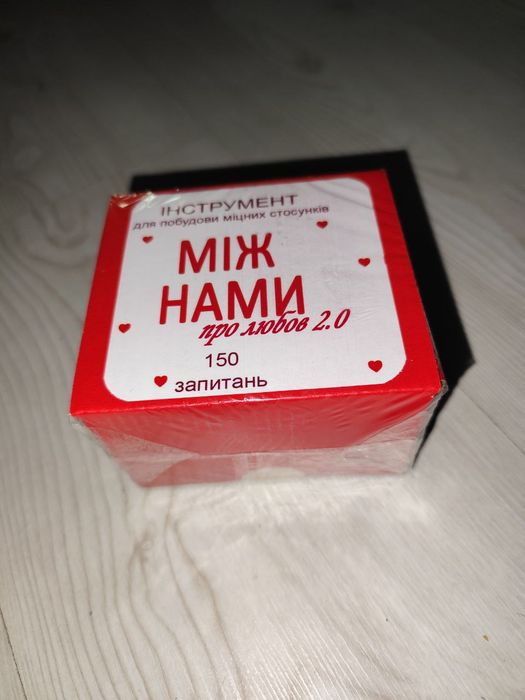 ІНСТРУМЕНТ
для побудови міцних стосунків
МІЖ
НАМИ
про любов 2.0
150
запитань